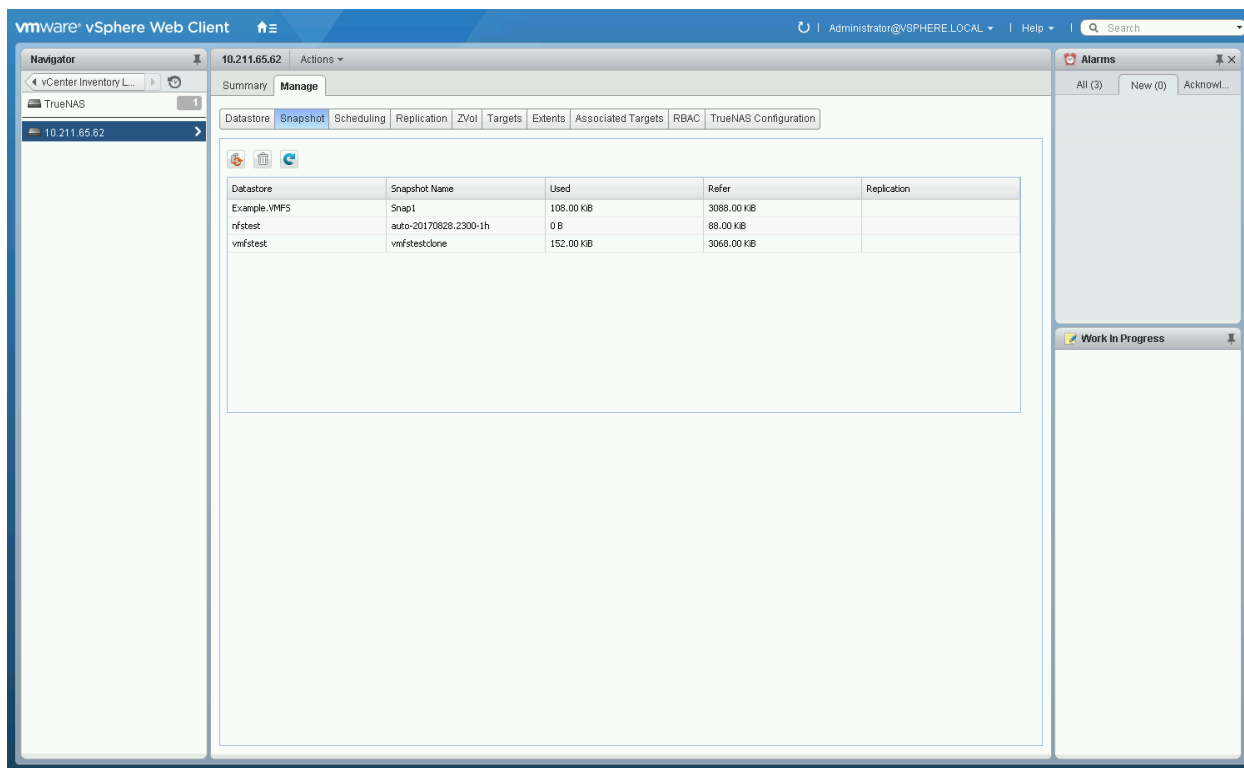 vmware® vSphere Web Client Administrator@VSPHERE.LOCAL | Help | Search
Navigator
vCenter Inventory L...
TrueNAS 1
10.211.65.62
10.211.65.62 Actions
Summary Manage
Datastore Snapshot Scheduling Replication ZVol Targets Extents Associated Targets RBAC TrueNAS Configuration
Datastore Snapshot Name Used Refer Replication
Example.VMFS Snap1 108.00 KiB 3088.00 KiB
nfstest auto-20170828.2300-1h 0 B 88.00 KiB
vmfstest vmfstestclone 152.00 KiB 3068.00 KiB
Alarms
All (3) New (0) Acknowl...
Work In Progress